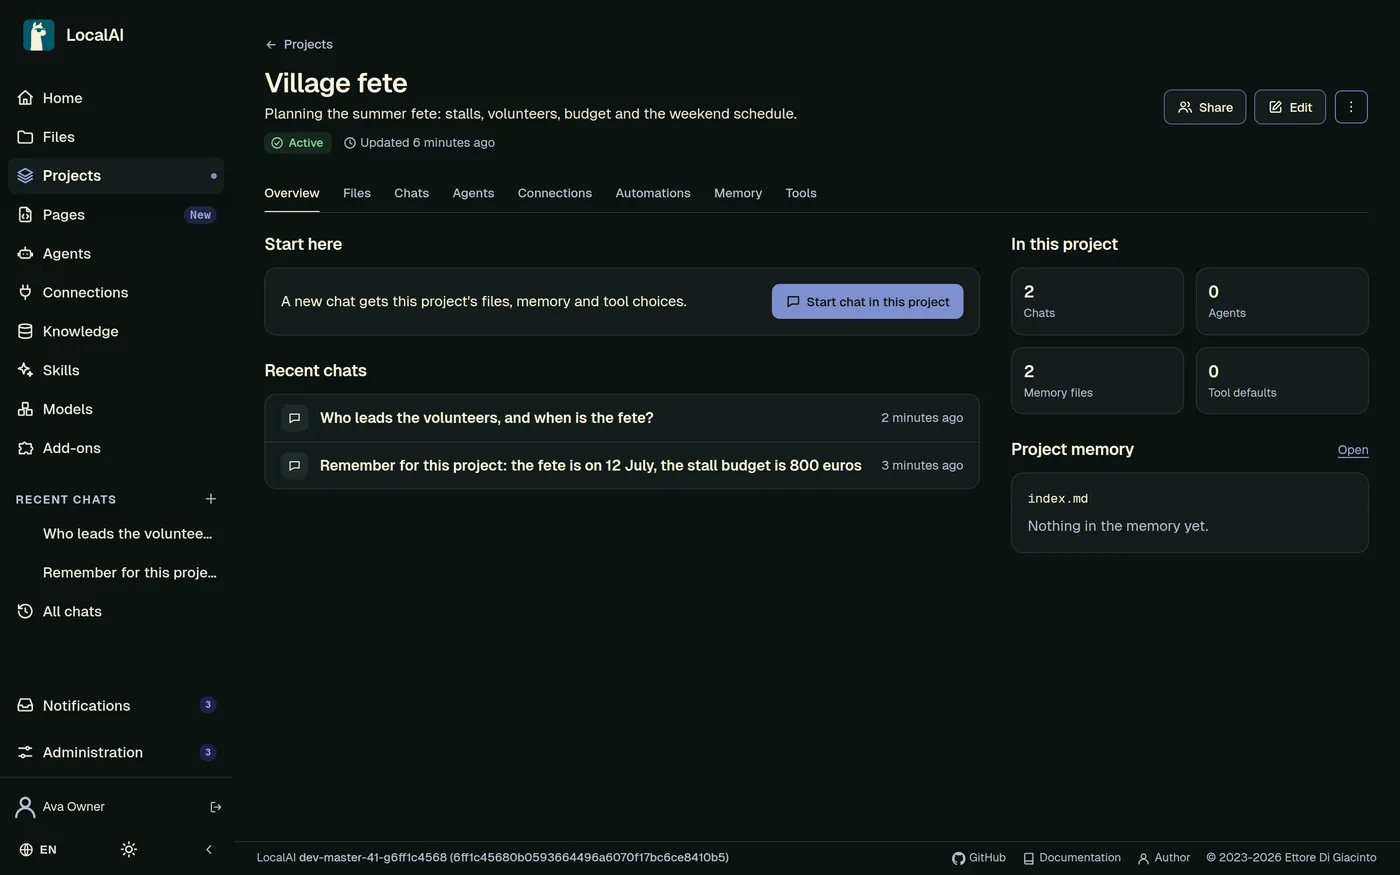 LocalAI
Home
Files
Projects
Pages New
Agents
Connections
Knowledge
Skills
Models
Add-ons
RECENT CHATS
Who leads the voluntee...
Remember for this proje...
All chats
Notifications 3
Administration 3
Ava Owner
EN
Projects
Village fete
Planning the summer fete: stalls, volunteers, budget and the weekend schedule.
Active Updated 6 minutes ago
Share Edit
Overview Files Chats Agents Connections Automations Memory Tools
Start here
A new chat gets this project's files, memory and tool choices. Start chat in this project
Recent chats
Who leads the volunteers, and when is the fete? 2 minutes ago
Remember for this project: the fete is on 12 July, the stall budget is 800 euros 3 minutes ago
In this project
2
Chats
0
Agents
2
Memory files
0
Tool defaults
Project memory Open
index.md
Nothing in the memory yet.
LocalAI dev-master-41-g6ff1c4568 (6ff1c45680b0593664496a6070f17bc6ce8410b5)
GitHub Documentation Author © 2023-2026 Ettore Di Giacinto